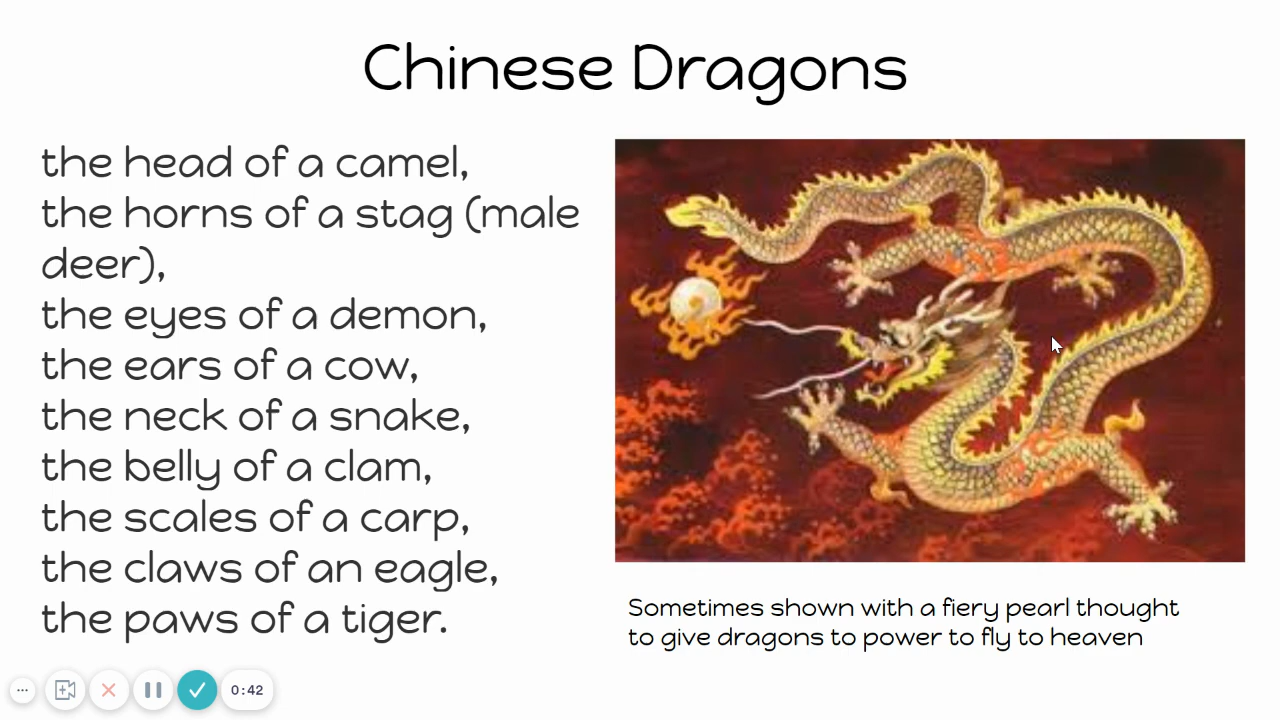 Chinese Dragons
the head of a camel,
the horns of a stag (male
deer),
the eyes of a demon,
the ears of a cow,
the neck of a snake,
the belly of a clam,
the scales of a carp,
the claws of an eagle,
the paws of a tiger.
Sometimes shown with a fiery pearl thought
to give dragons to power to fly to heaven
0:42